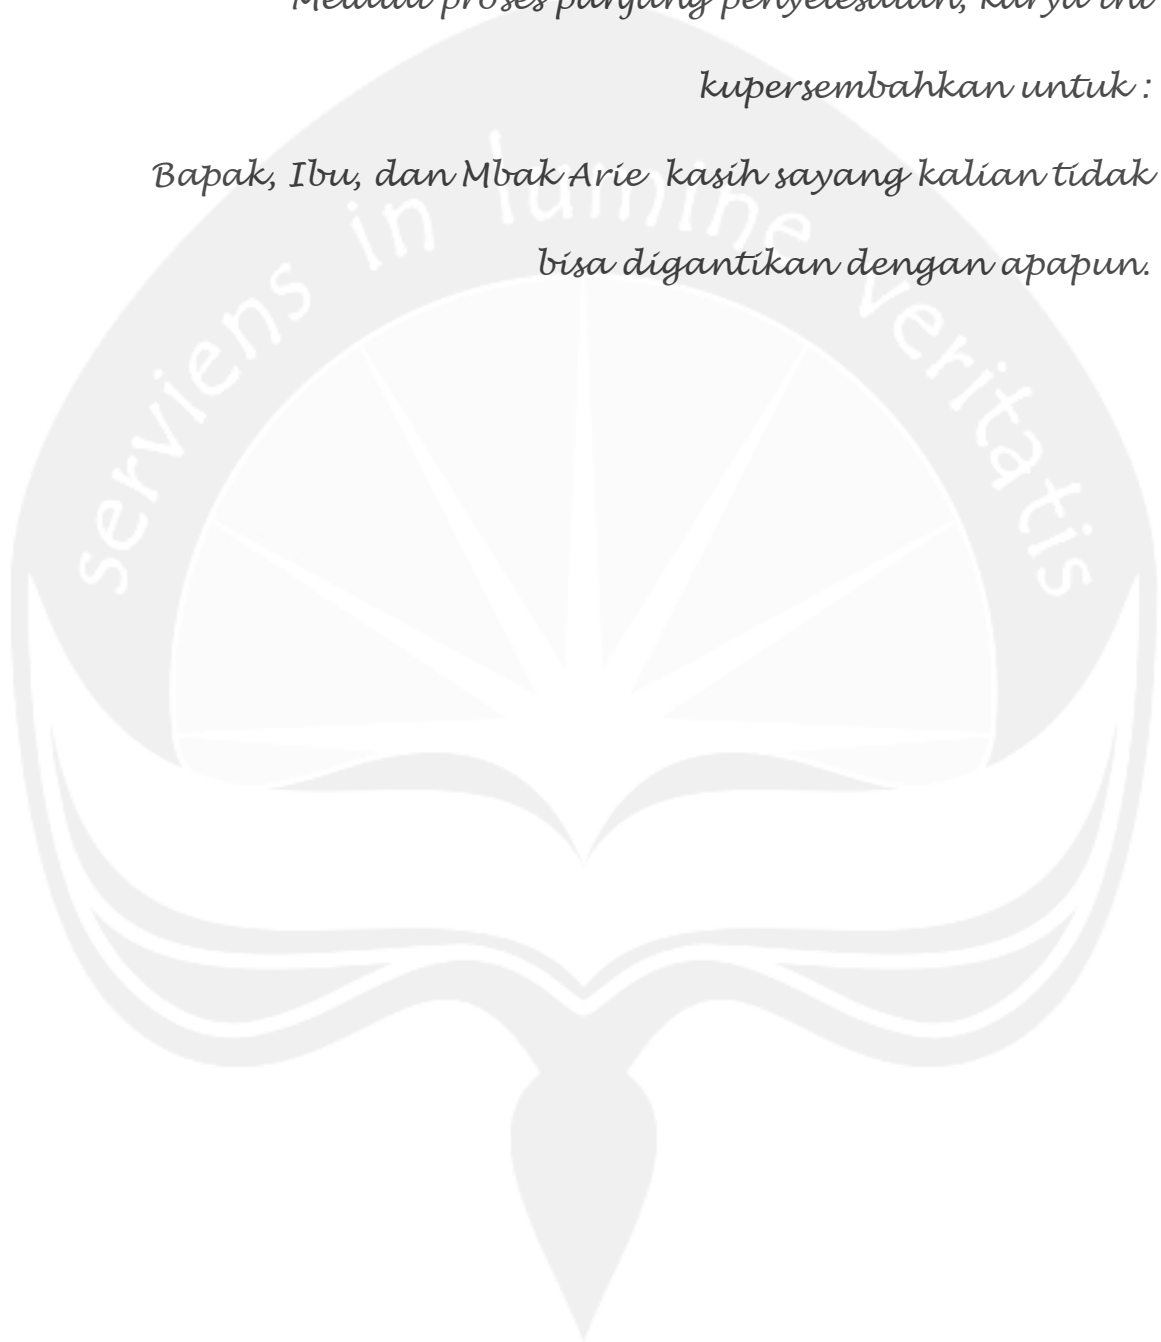 Melalui proses panjang penyelesaian, karya ini
kupersembahkan untuk :
Bapak, Ibu, dan Mbak Arie kasih sayang kalian tidak
bisa digantikan dengan apapun.
serviens in lumine veritatis